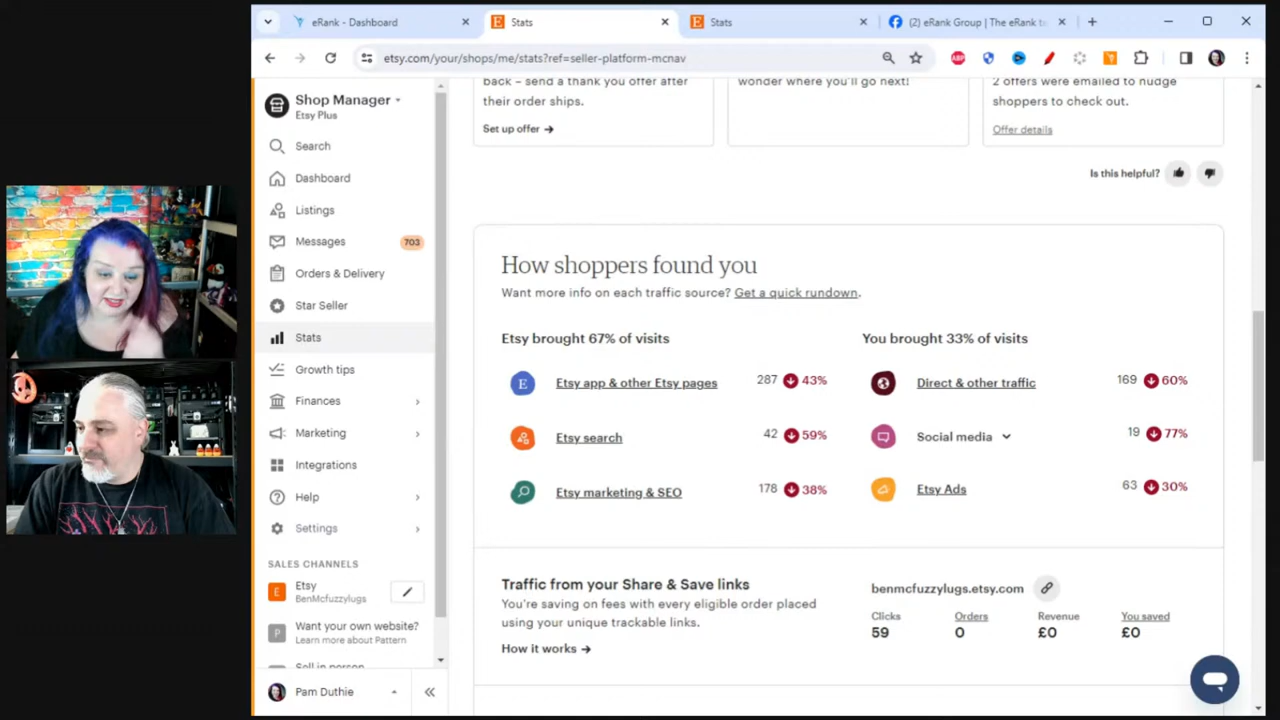 eRank - Dashboard
Stats
Stats
(2) eRank Group | The eRank t
etsy.com/your/shops/me/stats?ref=seller-platform-mcnav
ABP
Shop Manager
Etsy Plus
Search
Dashboard
Listings
Messages 703
Orders & Delivery
Star Seller
Stats
Growth tips
Finances
Marketing
Integrations
Help
Settings
SALES CHANNELS
E Etsy
BenMcfuzzylugs
P Want your own website?
Learn more about Pattern
Sell in person
Pam Duthie
back – send a thank you offer after
their order ships.
Set up offer →
wonder where you'll go next!
2 offers were emailed to nudge
shoppers to check out.
Offer details
Is this helpful?
How shoppers found you
Want more info on each traffic source? Get a quick rundown.
Etsy brought 67% of visits
E Etsy app & other Etsy pages 287 43%
Etsy search 42 59%
Etsy marketing & SEO 178 38%
You brought 33% of visits
Direct & other traffic 169 60%
Social media 19 77%
Etsy Ads 63 30%
Traffic from your Share & Save links
You're saving on fees with every eligible order placed
using your unique trackable links.
How it works →
benmcfuzzylugs.etsy.com
Clicks Orders Revenue You saved
59 0 £0 £0